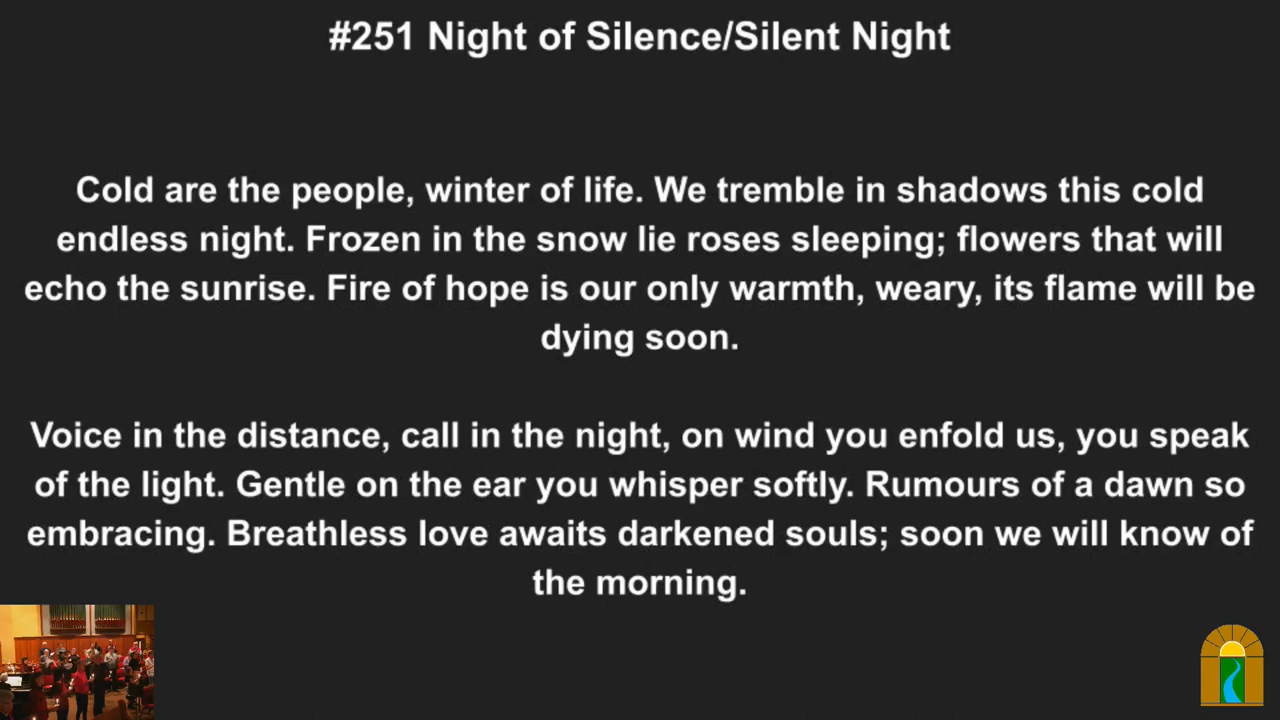 #251 Night of Silence/Silent Night
Cold are the people, winter of life. We tremble in shadows this cold
endless night. Frozen in the snow lie roses sleeping; flowers that will
echo the sunrise. Fire of hope is our only warmth, weary, its flame will be
dying soon.
Voice in the distance, call in the night, on wind you enfold us, you speak
of the light. Gentle on the ear you whisper softly. Rumours of a dawn so
embracing. Breathless love awaits darkened souls; soon we will know of
the morning.